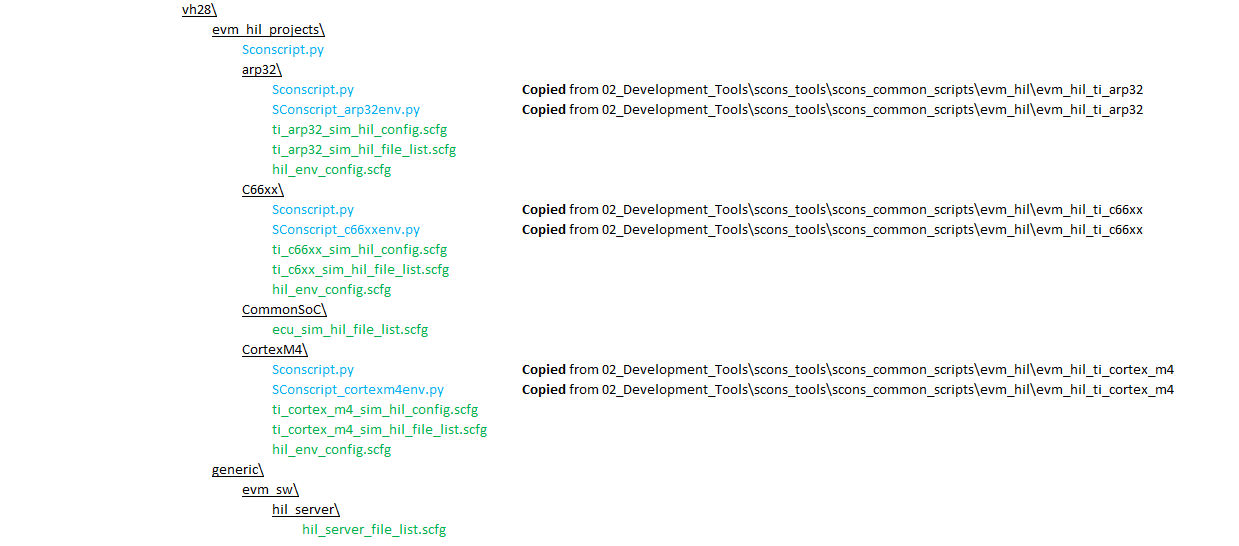 vh28\
evm_hil_projects\
Sconscript.py
arp32\
Sconscript.py Copied from 02_Development_Tools\scons_tools\scons_common_scripts\evm_hil\evm_hil_ti_arp32
SConscript_arp32env.py Copied from 02_Development_Tools\scons_tools\scons_common_scripts\evm_hil\evm_hil_ti_arp32
ti_arp32_sim_hil_config.scfg
ti_arp32_sim_hil_file_list.scfg
hil_env_config.scfg
C66xx\
Sconscript.py Copied from 02_Development_Tools\scons_tools\scons_common_scripts\evm_hil\evm_hil_ti_c66xx
SConscript_c66xxenv.py Copied from 02_Development_Tools\scons_tools\scons_common_scripts\evm_hil\evm_hil_ti_c66xx
ti_c66xx_sim_hil_config.scfg
ti_c6xx_sim_hil_file_list.scfg
hil_env_config.scfg
CommonSoC\
ecu_sim_hil_file_list.scfg
CortexM4\
Sconscript.py Copied from 02_Development_Tools\scons_tools\scons_common_scripts\evm_hil\evm_hil_ti_cortex_m4
SConscript_cortexm4env.py Copied from 02_Development_Tools\scons_tools\scons_common_scripts\evm_hil\evm_hil_ti_cortex_m4
ti_cortex_m4_sim_hil_config.scfg
ti_cortex_m4_sim_hil_file_list.scfg
hil_env_config.scfg
generic\
evm_sw\
hil_server\
hil_server_file_list.scfg